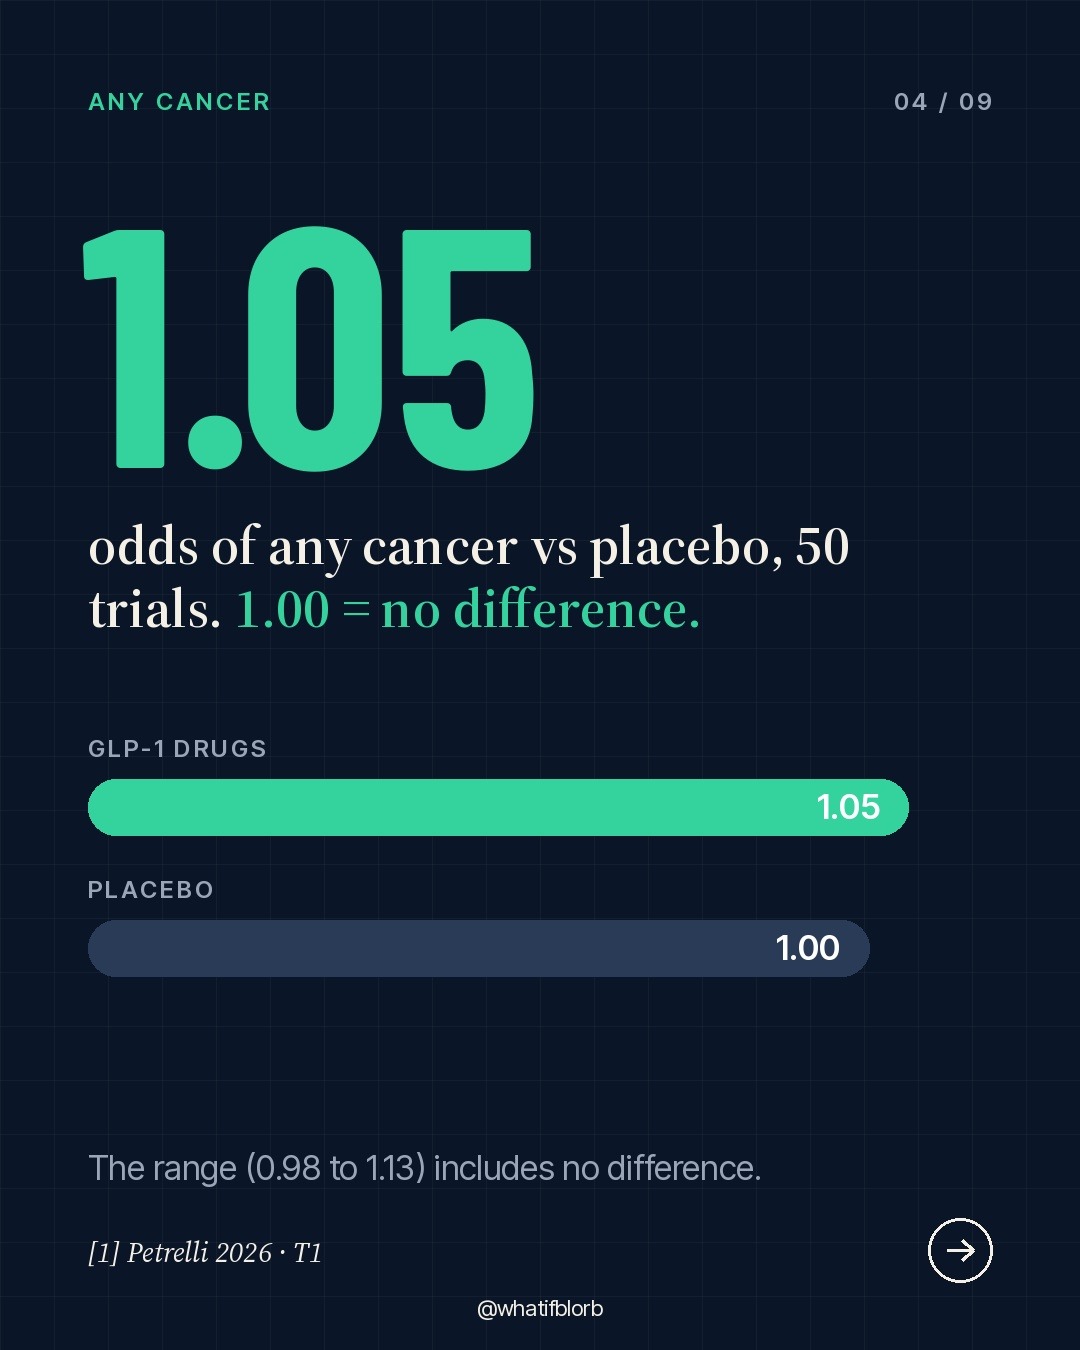 ANY CANCER
04 / 09
1.05
odds of any cancer vs placebo, 50
trials. 1.00 = no difference.
GLP-1 DRUGS
1.05
PLACEBO
1.00
The range (0.98 to 1.13) includes no difference.
[1] Petrelli 2026 · T1
@whatifblorb